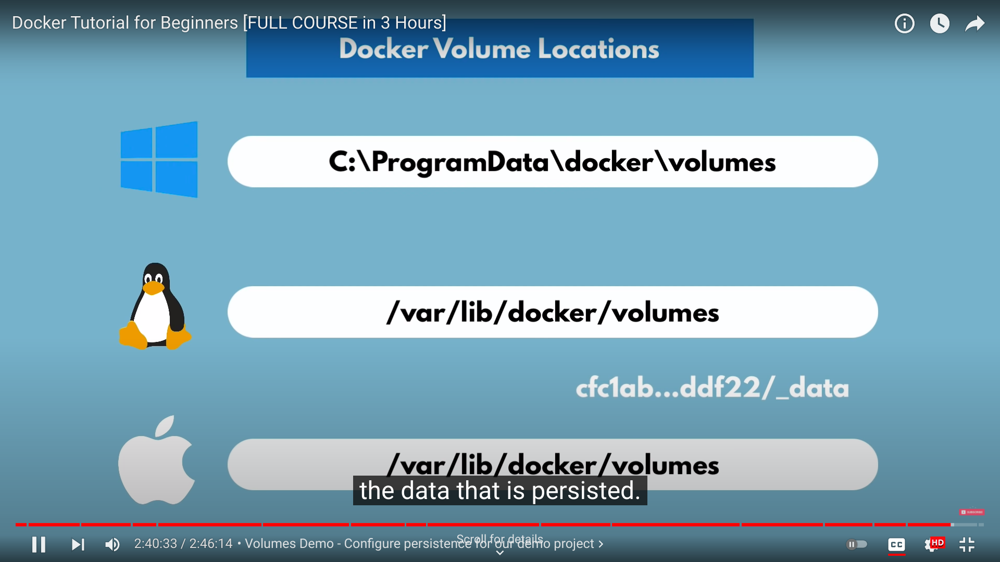 Docker Tutorial for Beginners [FULL COURSE in 3 Hours]
Docker Volume Locations
C:\ProgramData\docker\volumes
/var/lib/docker/volumes
cfc1ab...ddf22/_data
/var/lib/docker/volumes
the data that is persisted.
SUBSCRIBE
2:40:33 / 2:46:14 • Volumes Demo - Configure persistence for our demo project
Scroll for details
CC
HD